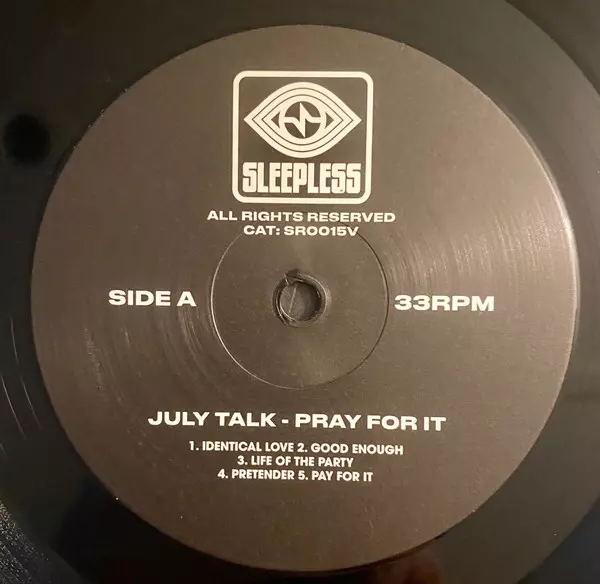 SLEEPLESS
ALL RIGHTS RESERVED
CAT: SR0015V
SIDE A
33RPM
JULY TALK - PRAY FOR IT
1. IDENTICAL LOVE 2. GOOD ENOUGH
3. LIFE OF THE PARTY
4. PRETENDER 5. PAY FOR IT